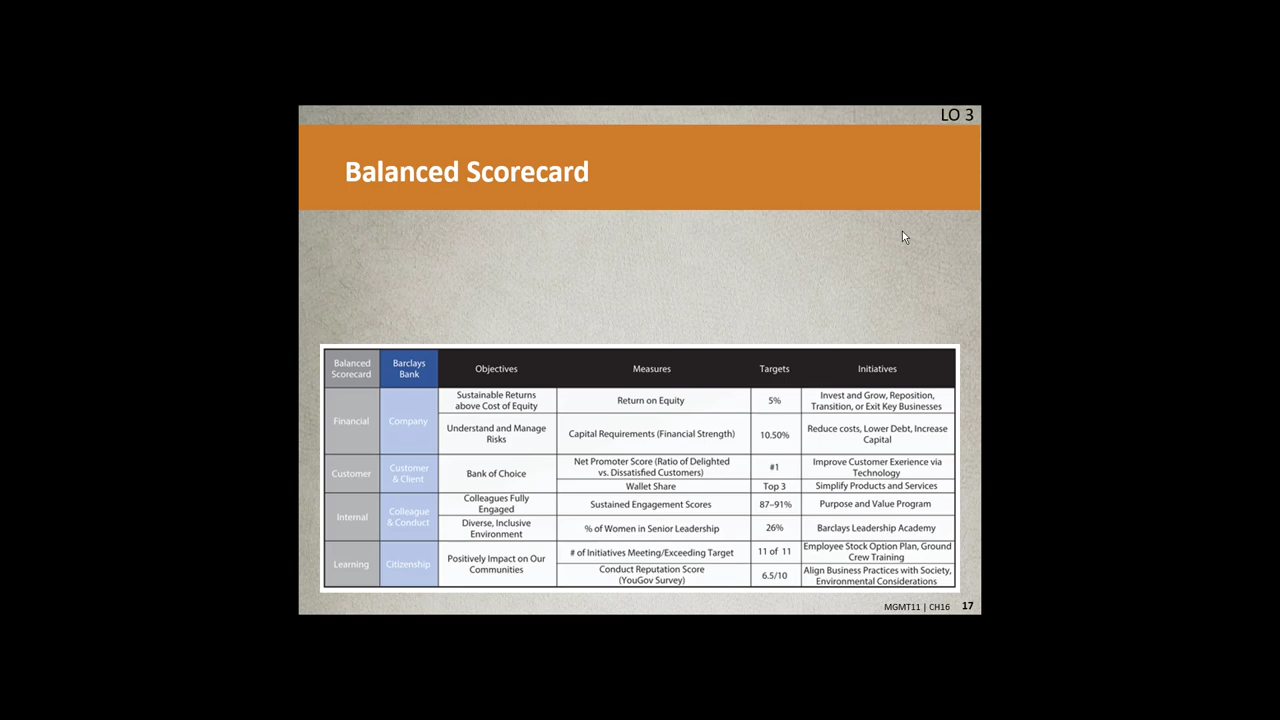 LO 3
Balanced Scorecard
Balanced
Scorecard
Barclays
Bank
Objectives
Measures
Targets
Initiatives
Financial
Company
Sustainable Returns
above Cost of Equity
Return on Equity
5%
Invest and Grow, Reposition,
Transition, or Exit Key Businesses
Understand and Manage
Risks
Capital Requirements (Financial Strength)
10.50%
Reduce costs, Lower Debt, Increase
Capital
Customer
Customer
& Client
Bank of Choice
Net Promoter Score (Ratio of Delighted
vs. Dissatisfied Customers)
#1
Improve Customer Exerience via
Technology
Wallet Share
Top 3
Simplify Products and Services
Internal
Colleague
& Conduct
Colleagues Fully
Engaged
Sustained Engagement Scores
87–91%
Purpose and Value Program
Diverse, Inclusive
Environment
% of Women in Senior Leadership
26%
Barclays Leadership Academy
Learning
Citizenship
Positively Impact on Our
Communities
# of Initiatives Meeting/Exceeding Target
11 of 11
Employee Stock Option Plan, Ground
Crew Training
Conduct Reputation Score
(YouGov Survey)
6.5/10
Align Business Practices with Society,
Environmental Considerations
MGMT11 | CH16 17